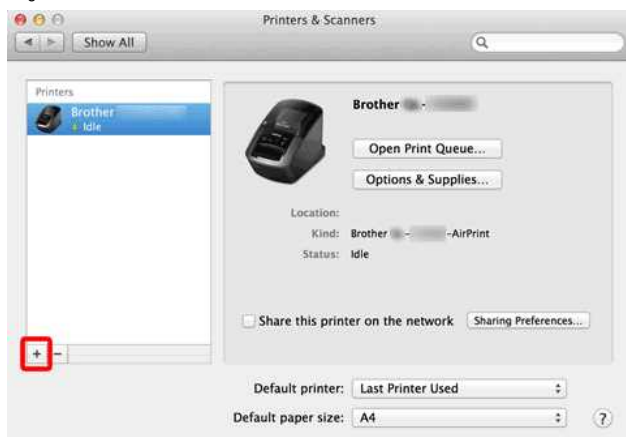 Printers & Scanners
Show All
Printers
Brother
Idle
Brother -
Open Print Queue...
Options & Supplies...
Location:
Kind: Brother - -AirPrint
Status: Idle
Share this printer on the network Sharing Preferences...
+ -
Default printer: Last Printer Used
Default paper size: A4 ?